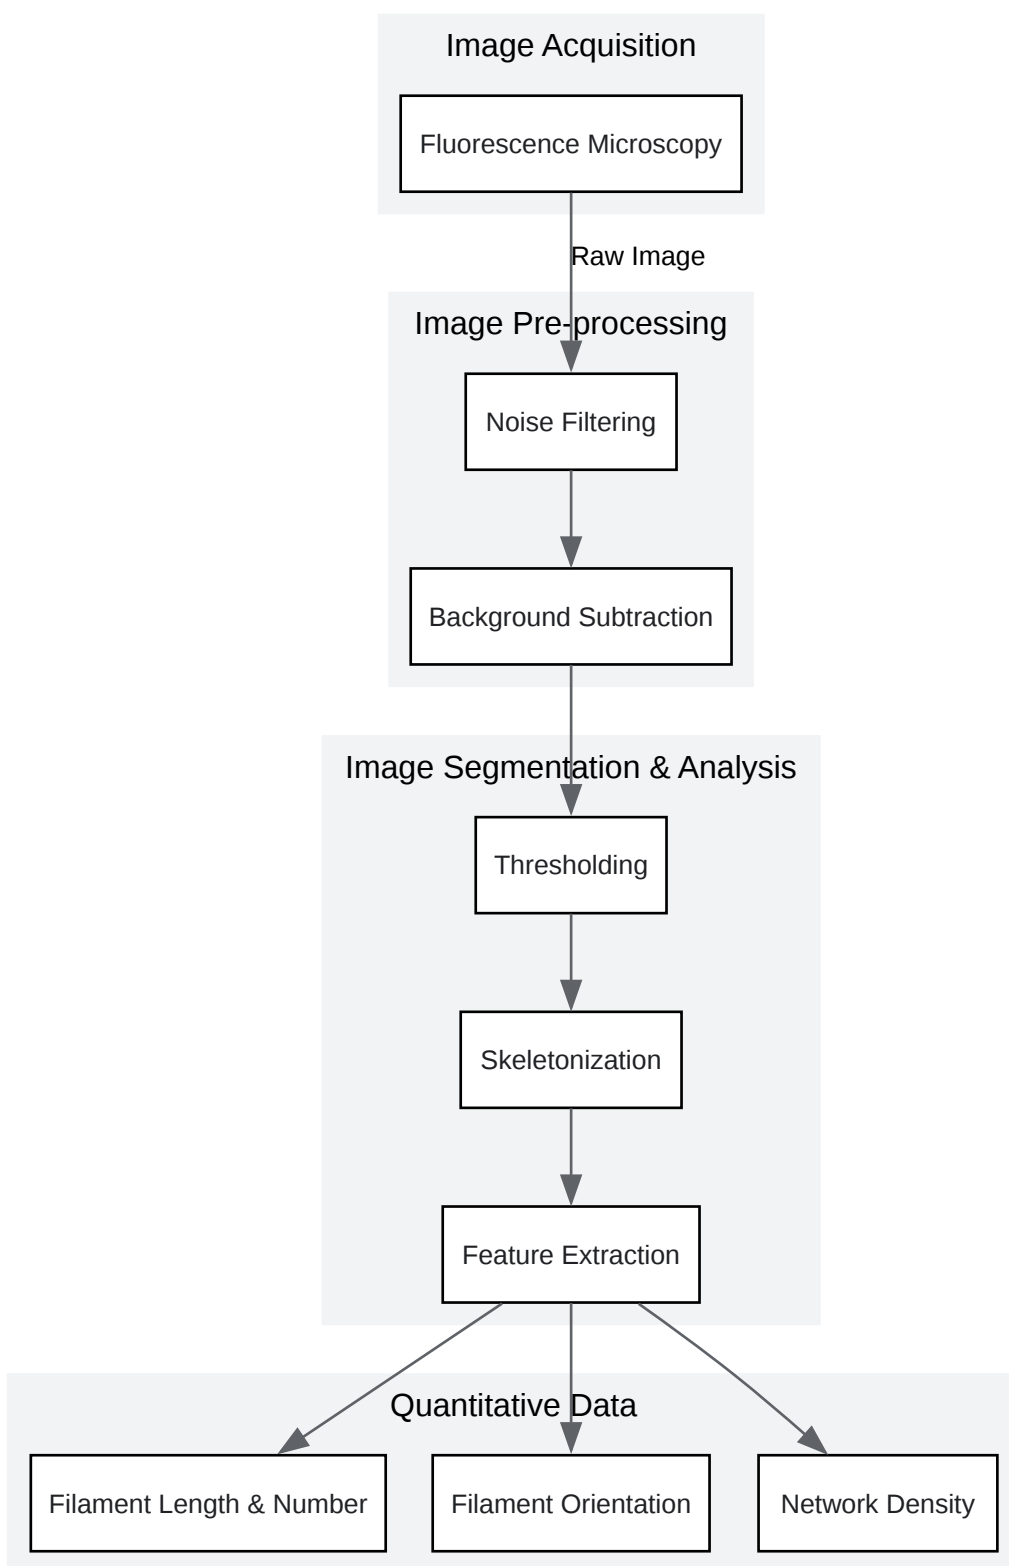 Image Acquisition
Fluorescence Microscopy
Raw Image
Image Pre-processing
Noise Filtering
Background Subtraction
Image Segmentation & Analysis
Thresholding
Skeletonization
Feature Extraction
Quantitative Data
Filament Length & Number
Filament Orientation
Network Density